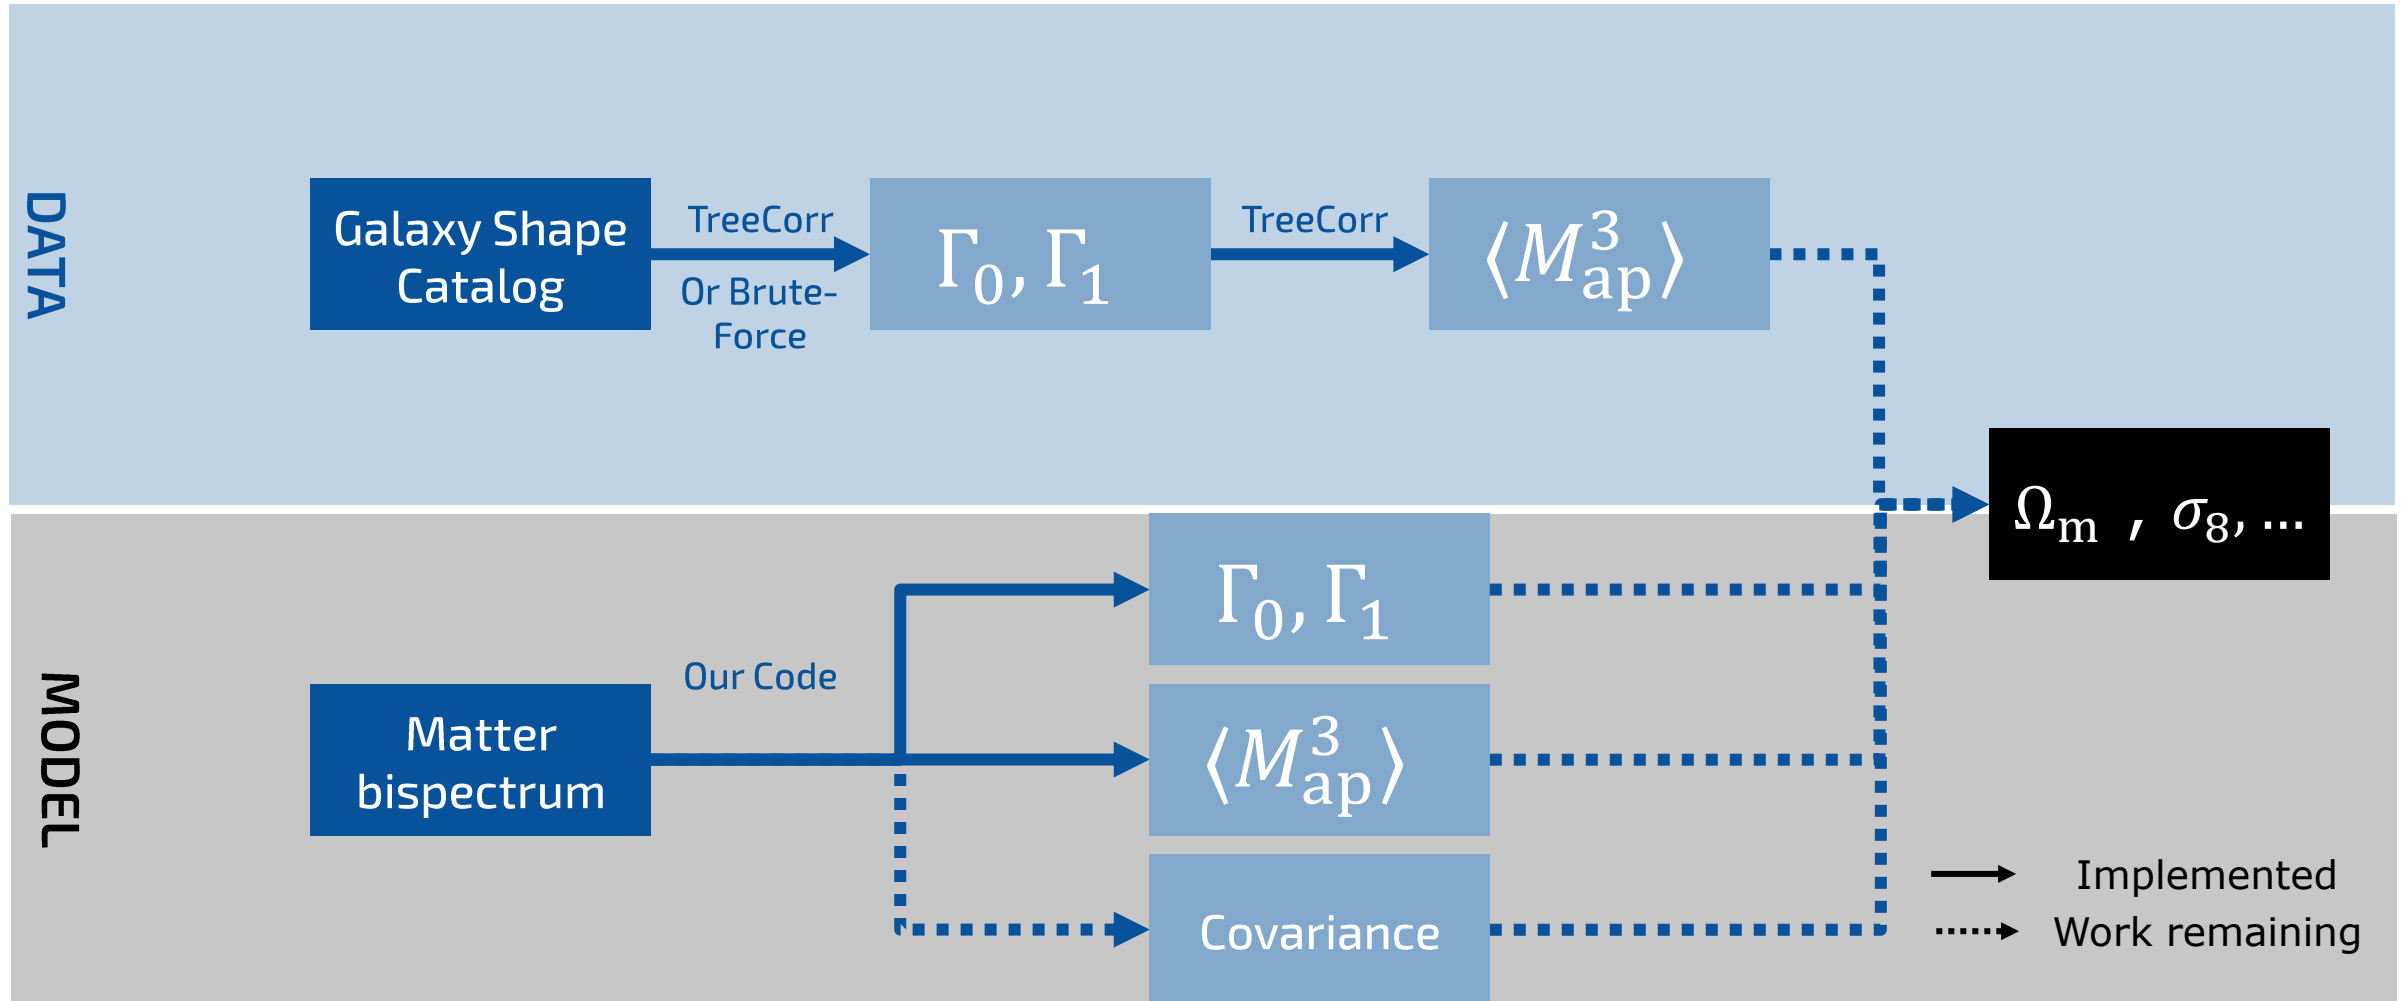 DATA
Galaxy Shape
Catalog
TreeCorr
Or Brute-
Force
Γ₀, Γ₁
TreeCorr
⟨M³ₐₚ⟩
Ωₘ , σ₈, …
MODEL
Matter
bispectrum
Our Code
Γ₀, Γ₁
⟨M³ₐₚ⟩
Covariance
Implemented
Work remaining